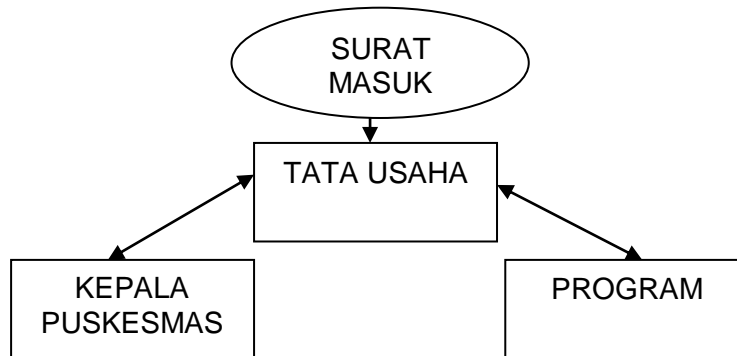 SURAT
MASUK
TATA USAHA
KEPALA
PUSKESMAS
PROGRAM